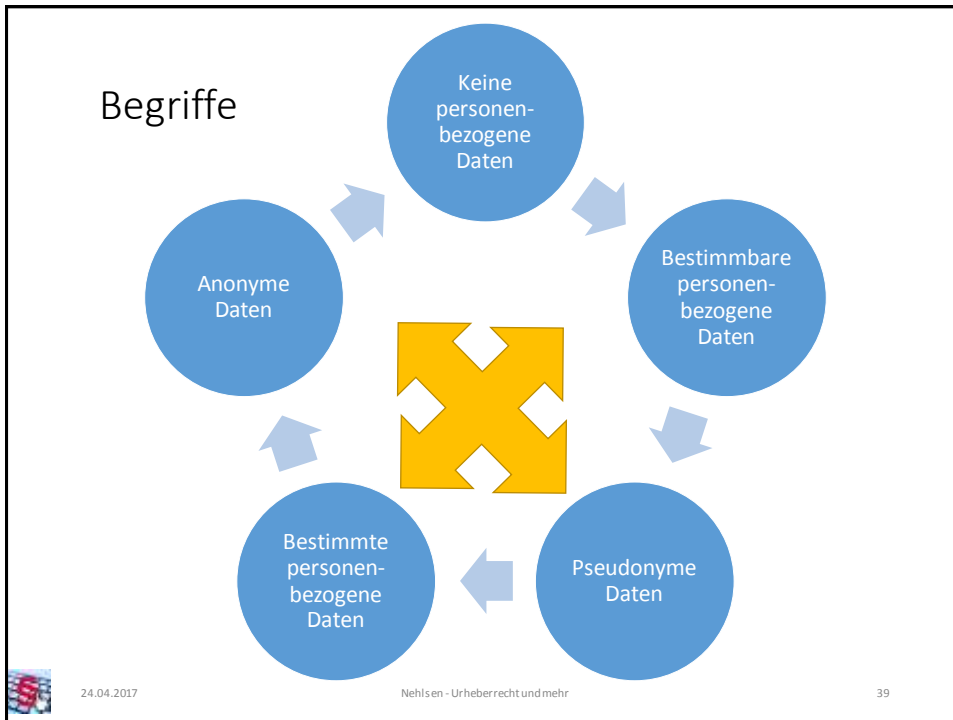 Begriffe
Keine
personen-
bezogene
Daten
Bestimmbare
personen-
bezogene
Daten
Pseudonyme
Daten
Bestimmte
personen-
bezogene
Daten
Anonyme
Daten
24.04.2017
Nehlsen - Urheberrecht und mehr
39